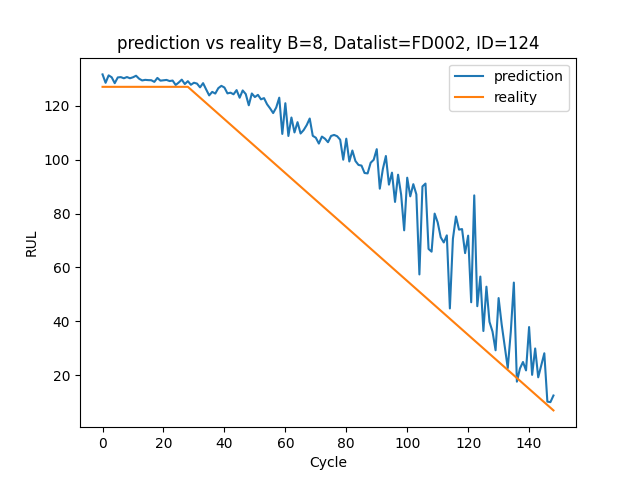 prediction vs reality B=8, Datalist=FD002, ID=124
prediction
reality
RUL
120
100
80
60
40
20
0 20 40 60 80 100 120 140
Cycle